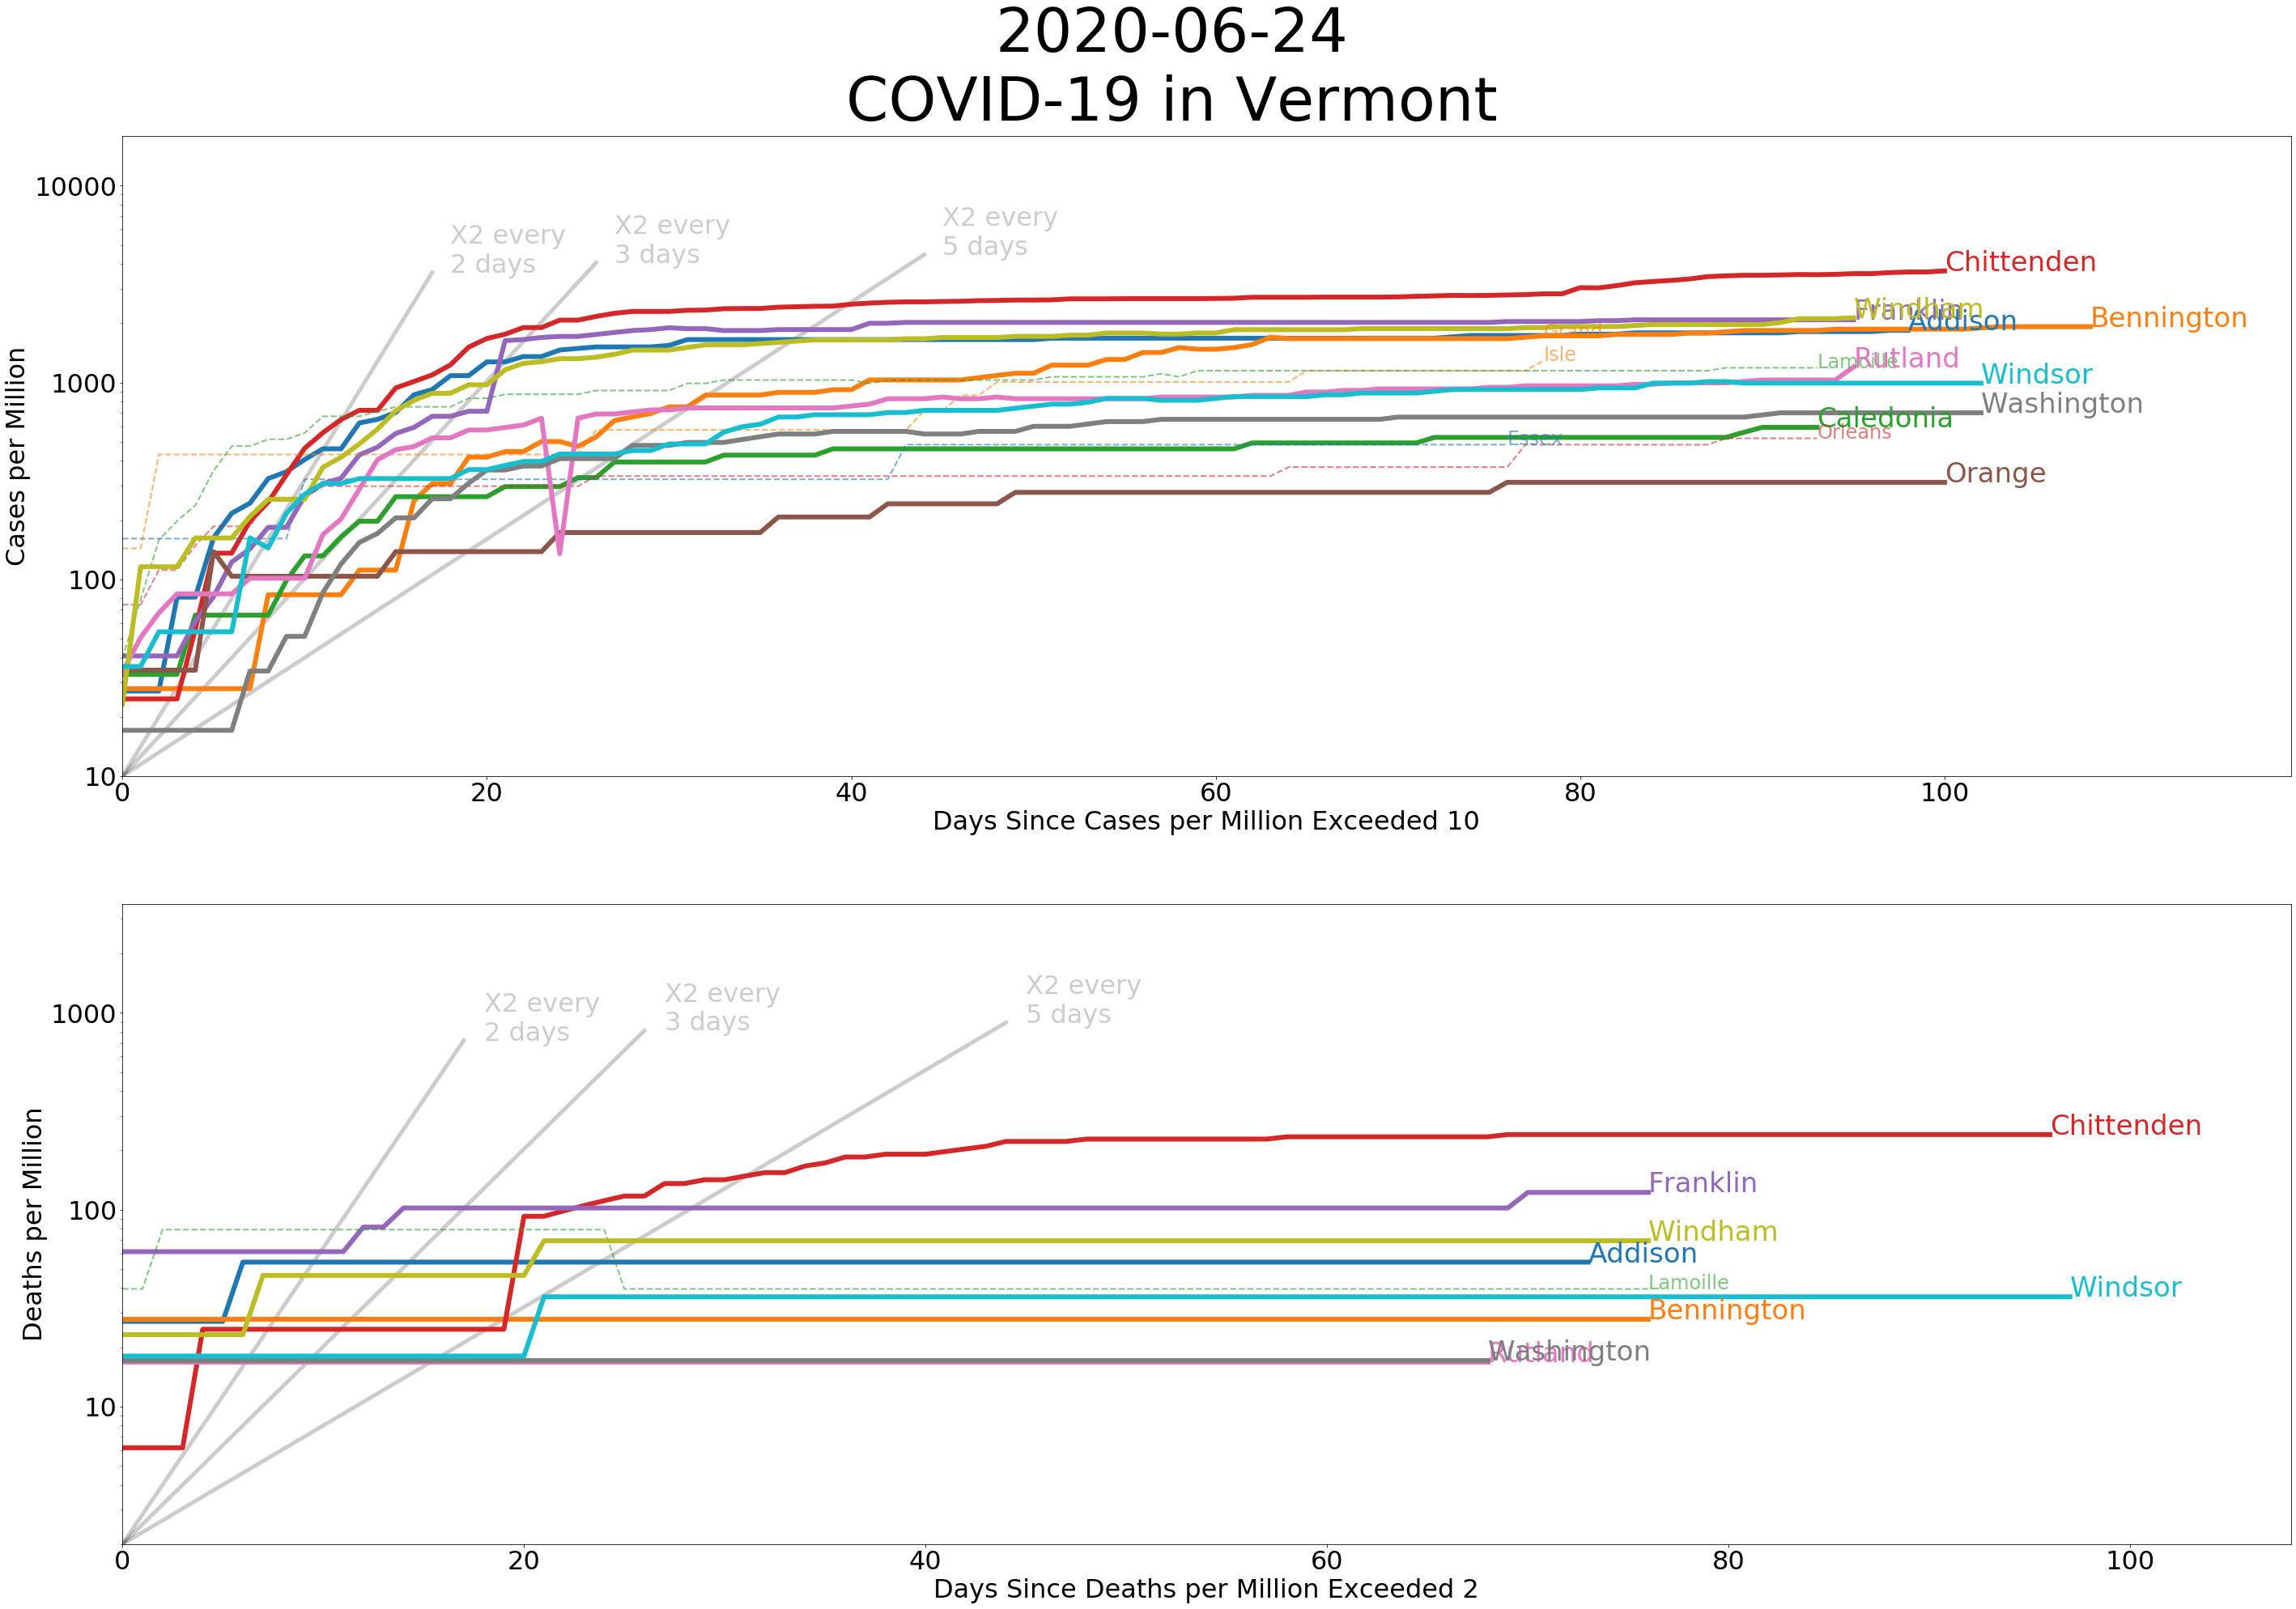 2020-06-24
COVID-19 in Vermont
10000
1000
100
10
Cases per Million
X2 every
2 days
X2 every
3 days
X2 every
5 days
Chittenden
Windham
Franklin
Addison
Bennington
Grand
Isle
Lamoille
Rutland
Windsor
Washington
Caledonia
Orleans
Essex
Orange
0
20
40
60
80
100
Days Since Cases per Million Exceeded 10
1000
100
10
Deaths per Million
X2 every
2 days
X2 every
3 days
X2 every
5 days
Chittenden
Franklin
Windham
Addison
Lamoille
Windsor
Bennington
Washington
Rutland
0
20
40
60
80
100
Days Since Deaths per Million Exceeded 2